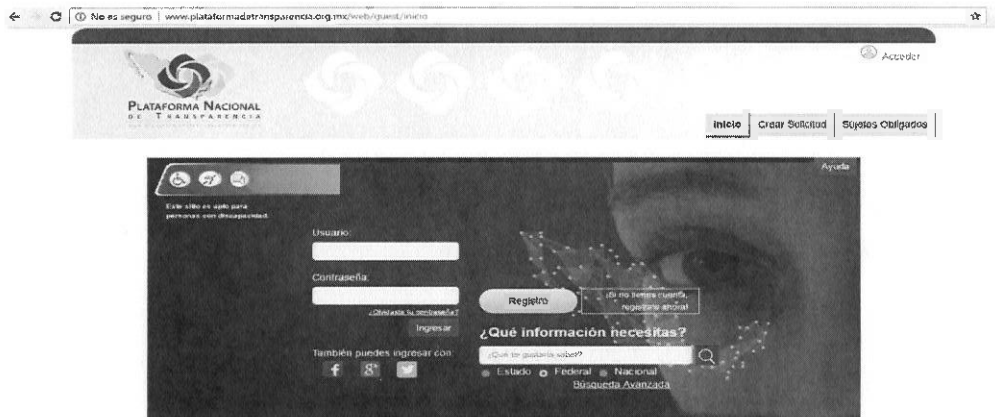 No es seguro | www.plataformadetransparencia.org.mx/web/guest/inicio
Acceder
PLATAFORMA NACIONAL
DE TRANSPARENCIA
Inicio | Crear Solicitud | Sujetos Obligados
Ayuda
Este sitio es apto para
personas con discapacidad.
Usuario:
Contraseña:
¿Olvidaste tu contraseña?
Ingresar
También puedes ingresar con:
f g+
Registro
¡Si no tienes cuenta,
regístrate ahora!
¿Qué información necesitas?
¿Qué te gustaría saber?
Estado Federal Nacional
Búsqueda Avanzada